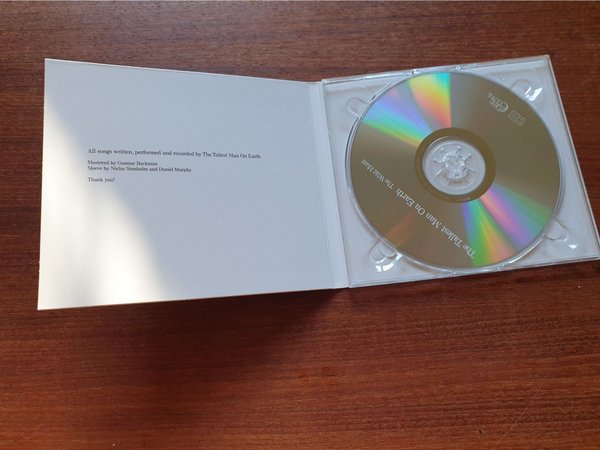 All songs written, performed and recorded by The Tallest Man On Earth
Mastered by Gunnar Backman
Sleeve by Niclas Stenholm and Daniel Murphy
Thank you!
The Tallest Man On Earth The Wild Hunt